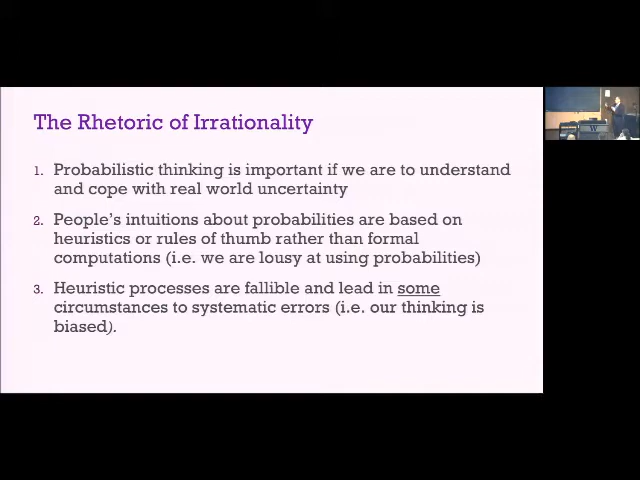 The Rhetoric of Irrationality
1. Probabilistic thinking is important if we are to understand
and cope with real world uncertainty
2. People's intuitions about probabilities are based on
heuristics or rules of thumb rather than formal
computations (i.e. we are lousy at using probabilities)
3. Heuristic processes are fallible and lead in some
circumstances to systematic errors (i.e. our thinking is
biased).